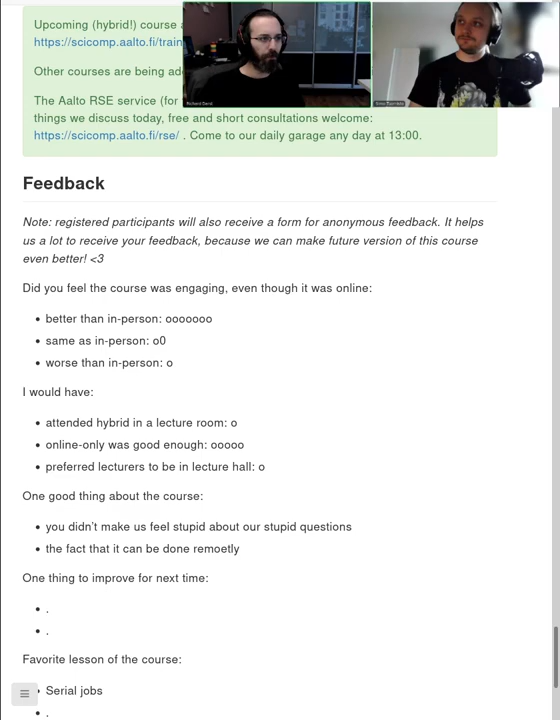 Upcoming (hybrid!) course
https://scicomp.aalto.fi/train
Other courses are being
The Aalto RSE service (for
things we discuss today, free and short consultations welcome:
https://scicomp.aalto.fi/rse/ . Come to our daily garage any day at 13:00.
Feedback
Note: registered participants will also receive a form for anonymous feedback. It helps
us a lot to receive your feedback, because we can make future version of this course
even better! <3
Did you feel the course was engaging, even though it was online:
• better than in-person: ooooooo
• same as in-person: o0
• worse than in-person: o
I would have:
• attended hybrid in a lecture room: o
• online-only was good enough: ooooo
• preferred lecturers to be in lecture hall: o
One good thing about the course:
• you didn’t make us feel stupid about our stupid questions
• the fact that it can be done remoetly
One thing to improve for next time:
• .
• .
Favorite lesson of the course:
• Serial jobs
• .